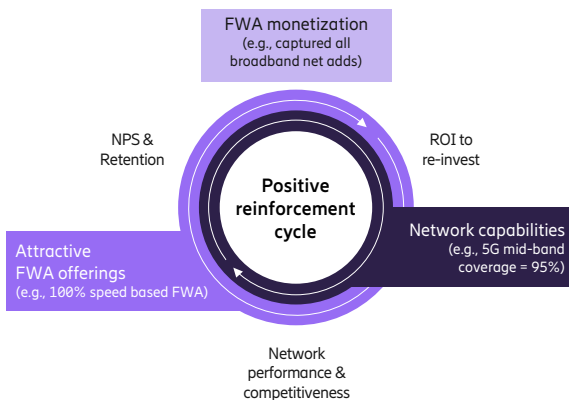 FWA monetization
(e.g., captured all
broadband net adds)
NPS &
Retention
ROI to
re-invest
Positive
reinforcement
cycle
Attractive
FWA offerings
(e.g., 100% speed based FWA)
Network capabilities
(e.g., 5G mid-band
coverage = 95%)
Network
performance &
competitiveness